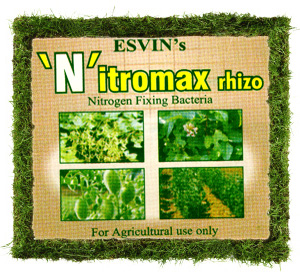 ESVIN's
'N'itromax rhizo
Nitrogen Fixing Bacteria
For Agricultural use only